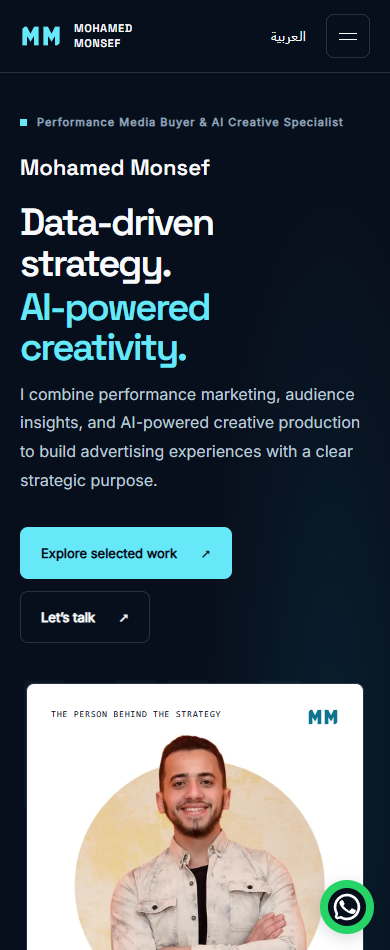 MM
MOHAMED
MONSEF
العربية
Performance Media Buyer & AI Creative Specialist
Mohamed Monsef
Data-driven
strategy.
AI-powered
creativity.
I combine performance marketing, audience
insights, and AI-powered creative production
to build advertising experiences with a clear
strategic purpose.
Explore selected work ↗
Let's talk ↗
THE PERSON BEHIND THE STRATEGY
MM